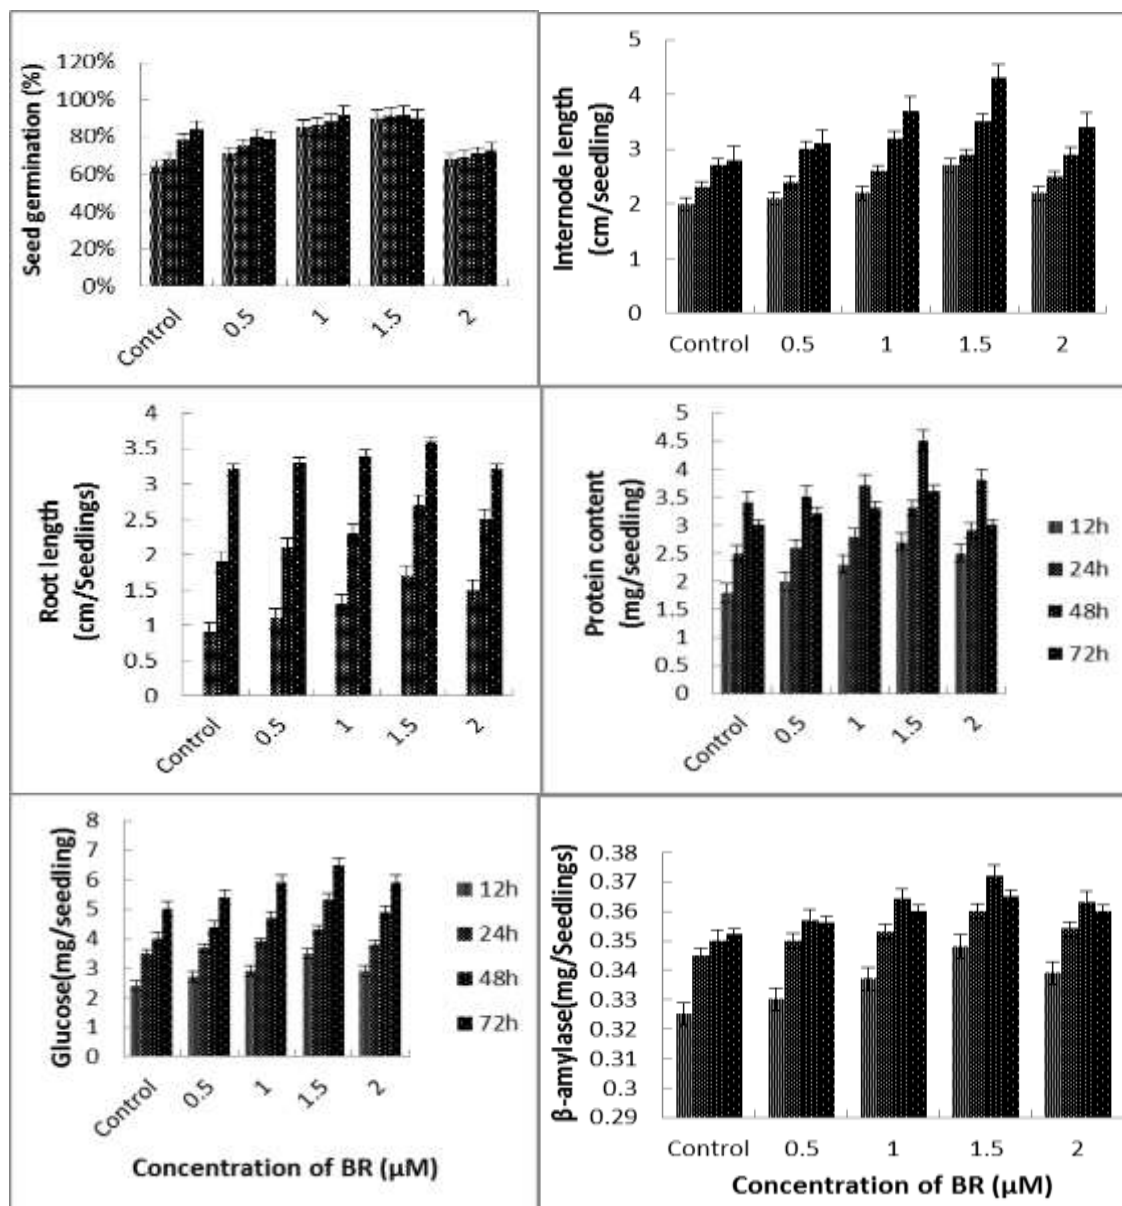 Seed germination (%)
120%
100%
80%
60%
40%
20%
0%
Control 0.5 1 1.5 2
Internode length
(cm/seedling)
5
4
3
2
1
0
Control 0.5 1 1.5 2
Root length
(cm/Seedlings)
4
3.5
3
2.5
2
1.5
1
0.5
0
Control 0.5 1 1.5 2
Protein content
(mg/seedling)
5
4.5
4
3.5
3
2.5
2
1.5
1
0.5
0
Control 0.5 1 1.5 2
12h
24h
48h
72h
Glucose(mg/seedling)
8
7
6
5
4
3
2
1
0
Control 0.5 1 1.5 2
12h
24h
48h
72h
Concentration of BR (μM)
β-amylase(mg/Seedlings)
0.38
0.37
0.36
0.35
0.34
0.33
0.32
0.31
0.3
0.29
Control 0.5 1 1.5 2
Concentration of BR (μM)